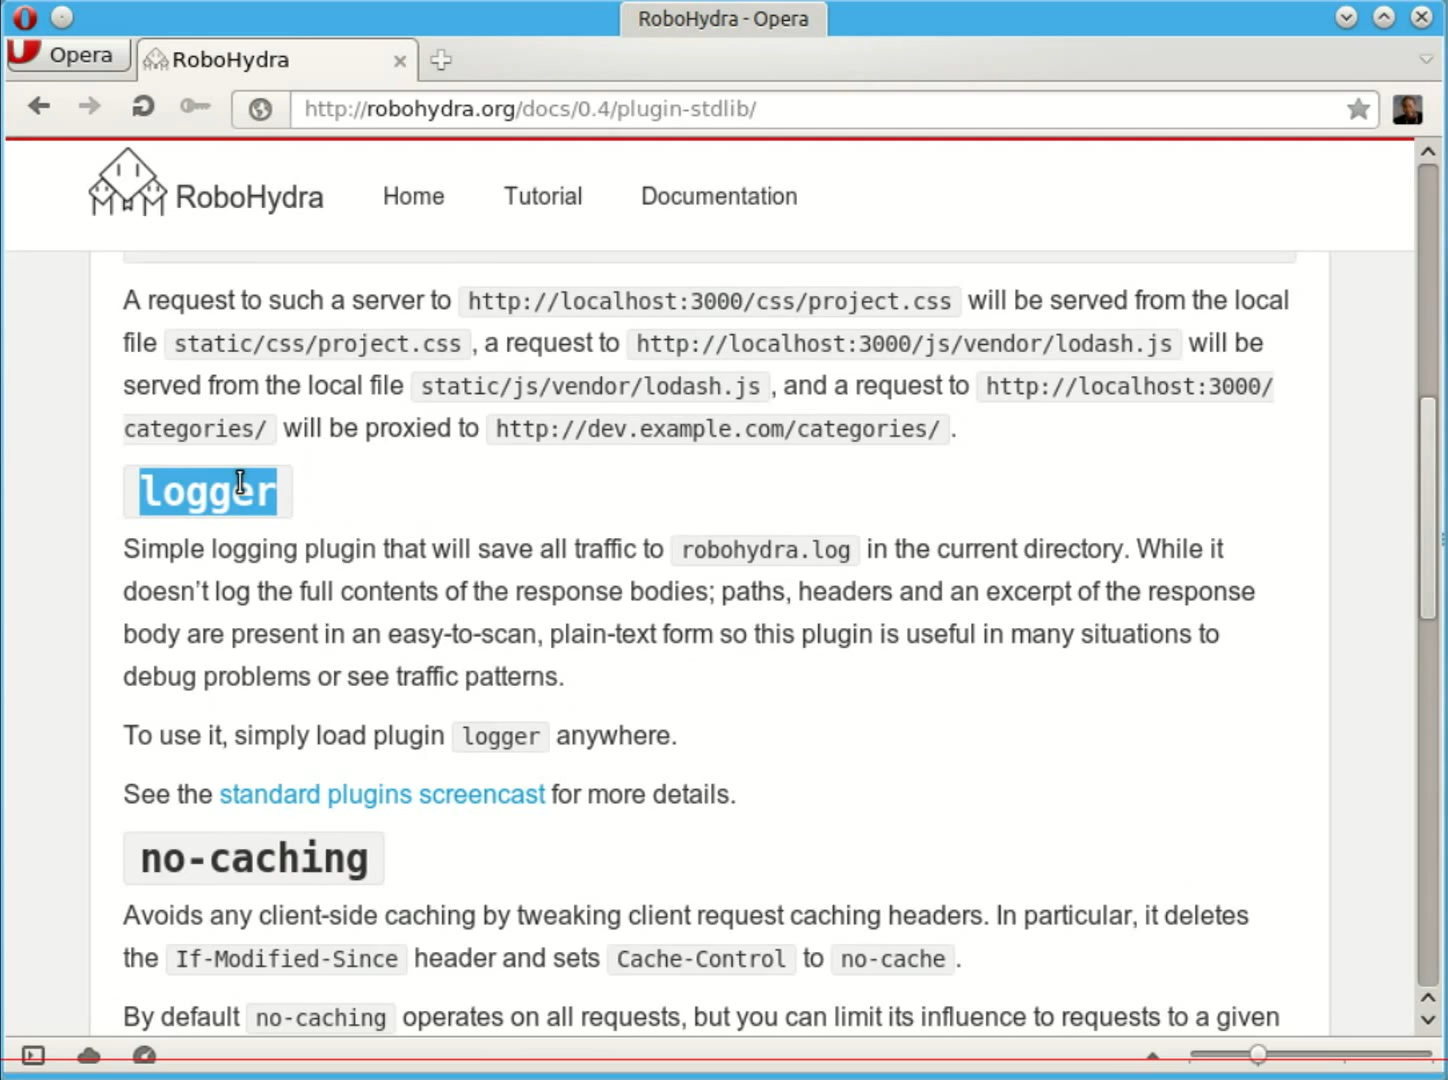 RoboHydra - Opera
Opera
RoboHydra
http://robohydra.org/docs/0.4/plugin-stdlib/
RoboHydra Home Tutorial Documentation
A request to such a server to http://localhost:3000/css/project.css will be served from the local
file static/css/project.css, a request to http://localhost:3000/js/vendor/lodash.js will be
served from the local file static/js/vendor/lodash.js, and a request to http://localhost:3000/
categories/ will be proxied to http://dev.example.com/categories/.
logger
Simple logging plugin that will save all traffic to robohydra.log in the current directory. While it
doesn’t log the full contents of the response bodies; paths, headers and an excerpt of the response
body are present in an easy-to-scan, plain-text form so this plugin is useful in many situations to
debug problems or see traffic patterns.
To use it, simply load plugin logger anywhere.
See the standard plugins screencast for more details.
no-caching
Avoids any client-side caching by tweaking client request caching headers. In particular, it deletes
the If-Modified-Since header and sets Cache-Control to no-cache.
By default no-caching operates on all requests, but you can limit its influence to requests to a given